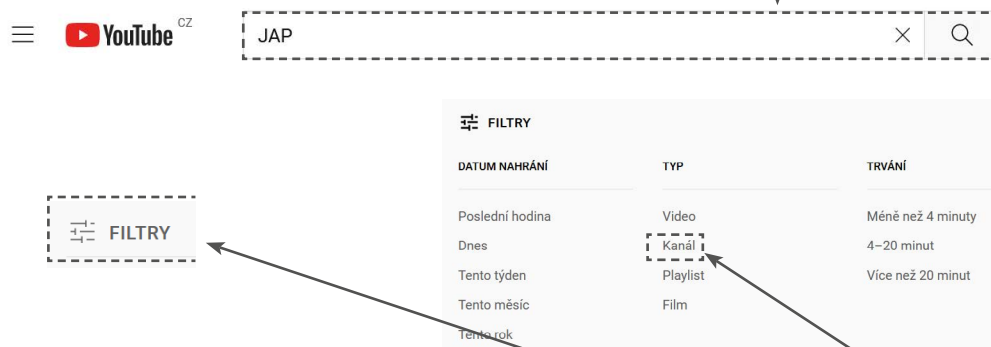 YouTube CZ
JAP
FILTRY
FILTRY
DATUM NAHRÁNÍ TYP TRVÁNÍ
Poslední hodina Video Méně než 4 minuty
Dnes Kanál 4–20 minut
Tento týden Playlist Více než 20 minut
Tento měsíc Film
Tento rok